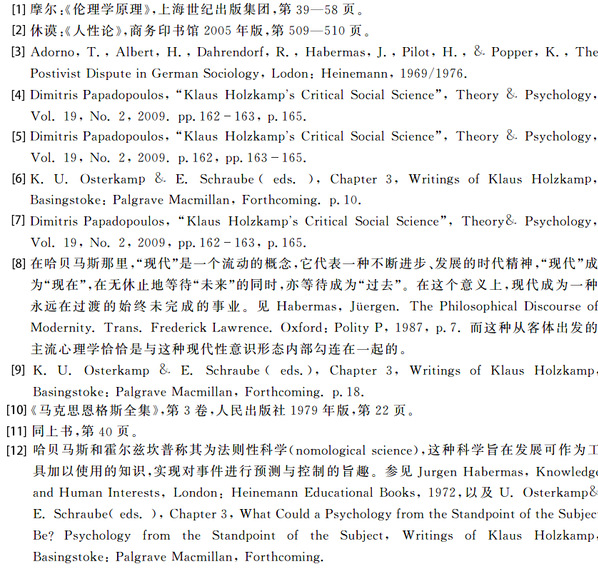 [1] 摩尔:《伦理学原理》,上海世纪出版集团,第 39—58 页。
[2] 休谟:《人性论》,商务印书馆 2005 年版,第 509—510 页。
[3] Adorno, T., Albert, H., Dahrendorf, R., Habermas, J., Pilot, H., & Popper, K., The
Postivist Dispute in German Sociology, Lodon: Heinemann, 1969/1976.
[4] Dimitris Papadopoulos, “Klaus Holzkamp's Critical Social Science”, Theory & Psychology,
Vol. 19, No. 2, 2009. pp. 162-163, p. 165.
[5] Dimitris Papadopoulos, “Klaus Holzkamp's Critical Social Science”, Theory & Psychology,
Vol. 19, No. 2, 2009. p. 162, pp. 163-165.
[6] K. U. Osterkamp & E. Schraube ( eds. ), Chapter 3, Writings of Klaus Holzkamp,
Basingstoke: Palgrave Macmillan, Forthcoming. p. 10.
[7] Dimitris Papadopoulos, “Klaus Holzkamp's Critical Social Science”, Theory& Psychology,
Vol. 19, No. 2, 2009, pp. 162-163, p. 165.
[8] 在哈贝马斯那里,“现代”是一个流动的概念,它代表一种不断进步、发展的时代精神,“现代”成
为“现在”,在无休止地等待“未来”的同时,亦等待成为“过去”。在这个意义上,现代成为一种
永远在过渡的始终未完成的事业。见 Habermas, Jüergen. The Philosophical Discourse of
Modernity. Trans. Frederick Lawrence. Oxford: Polity P, 1987, p. 7. 而这种从客体出发的
主流心理学恰恰是与这种现代性意识形态内部勾连在一起的。
[9] K. U. Osterkamp & E. Schraube ( eds. ), Chapter 3, Writings of Klaus Holzkamp,
Basingstoke: Palgrave Macmillan, Forthcoming. p. 18.
[10]《马克思恩格斯全集》,第 3 卷,人民出版社 1979 年版,第 22 页。
[11] 同上书,第 40 页。
[12] 哈贝马斯和霍尔兹坎普称其为法则性科学(nomological science),这种科学旨在发展可作为工
具加以使用的知识,实现对事件进行预测与控制的旨趣。参见 Jurgen Habermas, Knowledge
and Human Interests, London: Heinemann Educational Books, 1972,以及 U. Osterkamp&
E. Schraube( eds. ), Chapter 3, What Could a Psychology from the Standpoint of the Subject
Be? Psychology from the Standpoint of the Subject, Writings of Klaus Holzkamp,
Basingstoke: Palgrave Macmillan, Forthcoming.